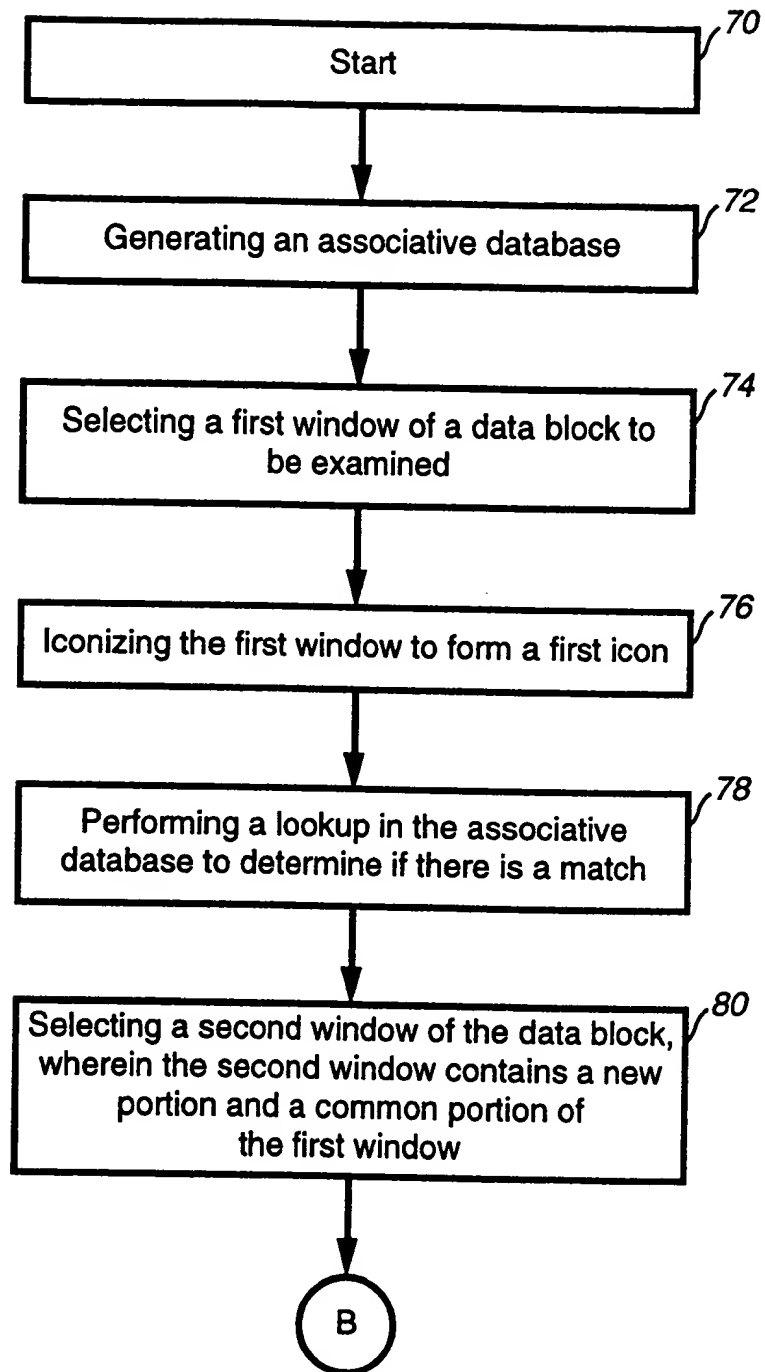 70
Start
72
Generating an associative database
74
Selecting a first window of a data block to
be examined
76
Iconizing the first window to form a first icon
78
Performing a lookup in the associative
database to determine if there is a match
80
Selecting a second window of the data block,
wherein the second window contains a new
portion and a common portion of
the first window
B